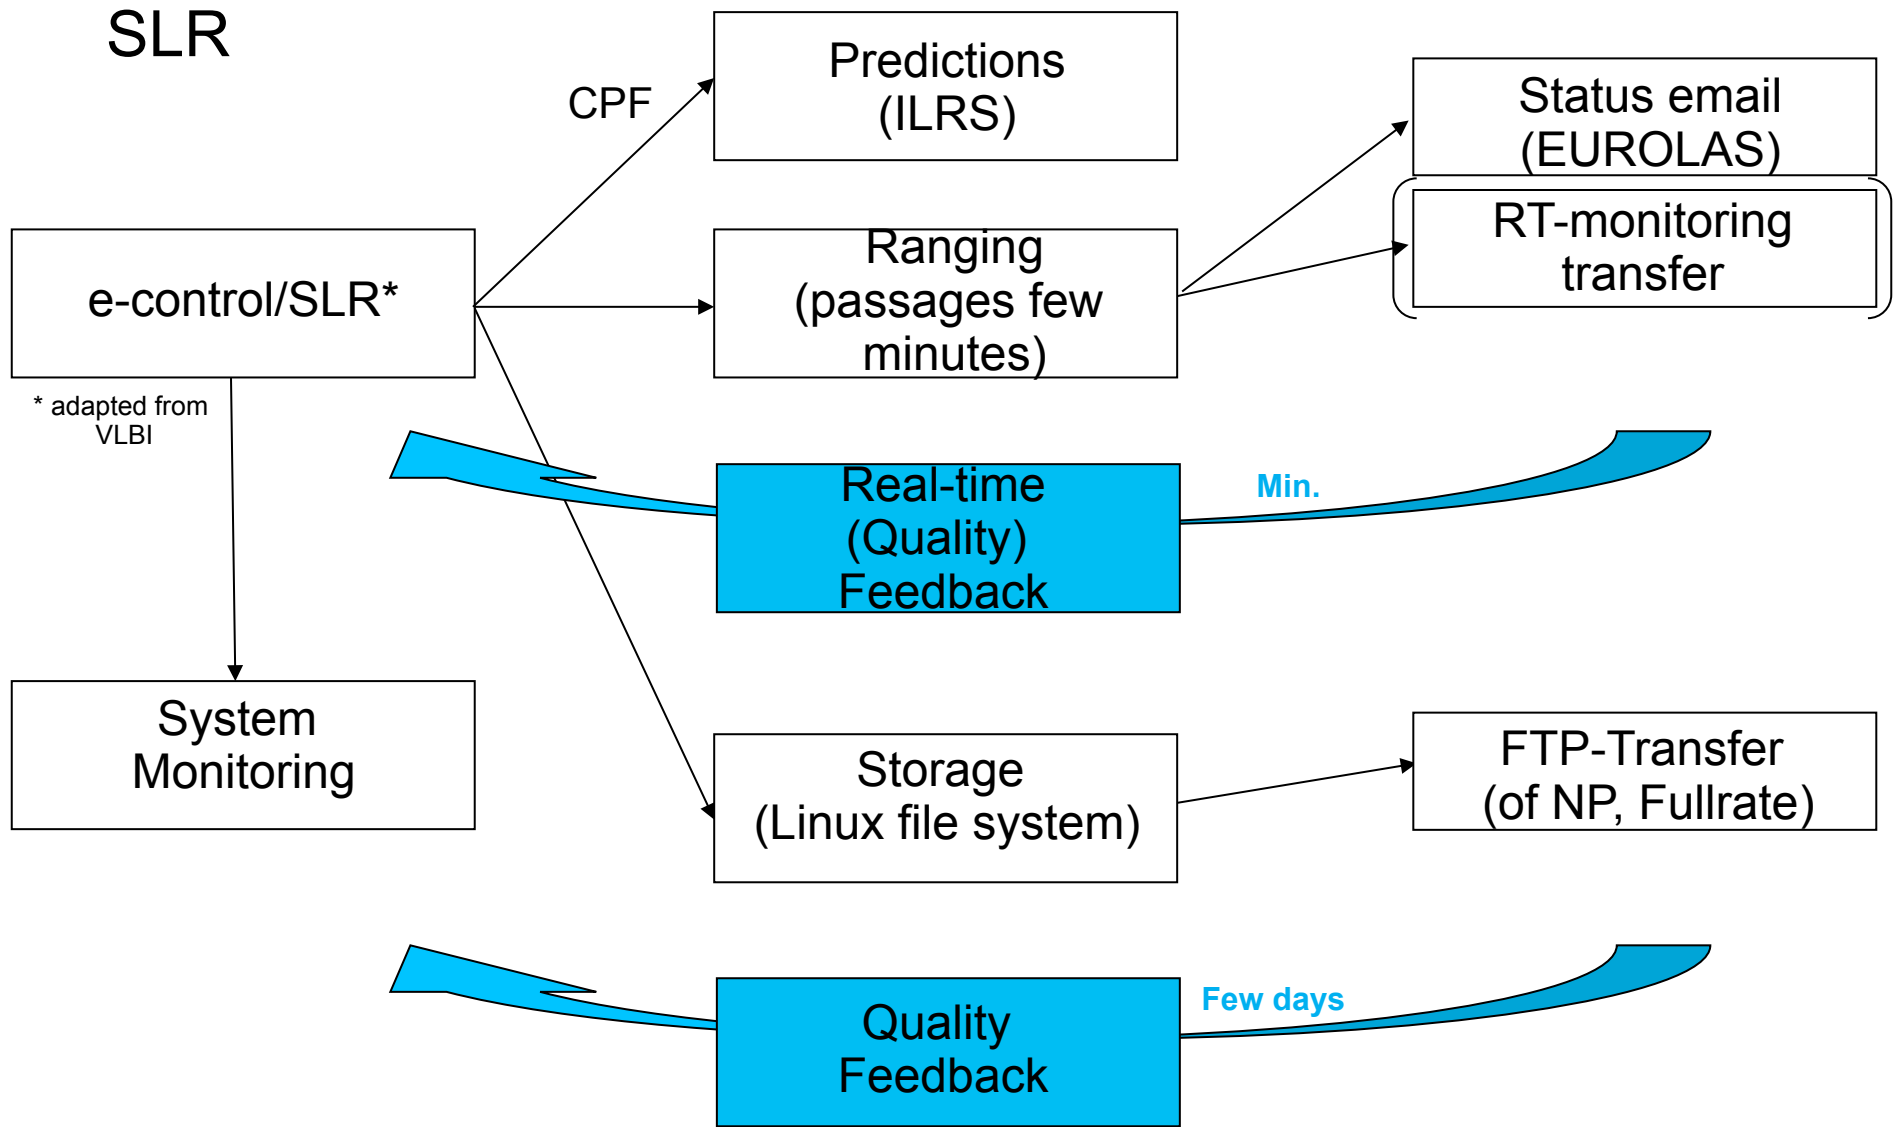 SLR
CPF
Predictions
(ILRS)
Status email
(EUROLAS)
RT-monitoring
transfer
e-control/SLR*
Ranging
(passages few
minutes)
* adapted from
VLBI
Real-time
(Quality)
Feedback
Min.
System
Monitoring
Storage
(Linux file system)
FTP-Transfer
(of NP, Fullrate)
Quality
Feedback
Few days